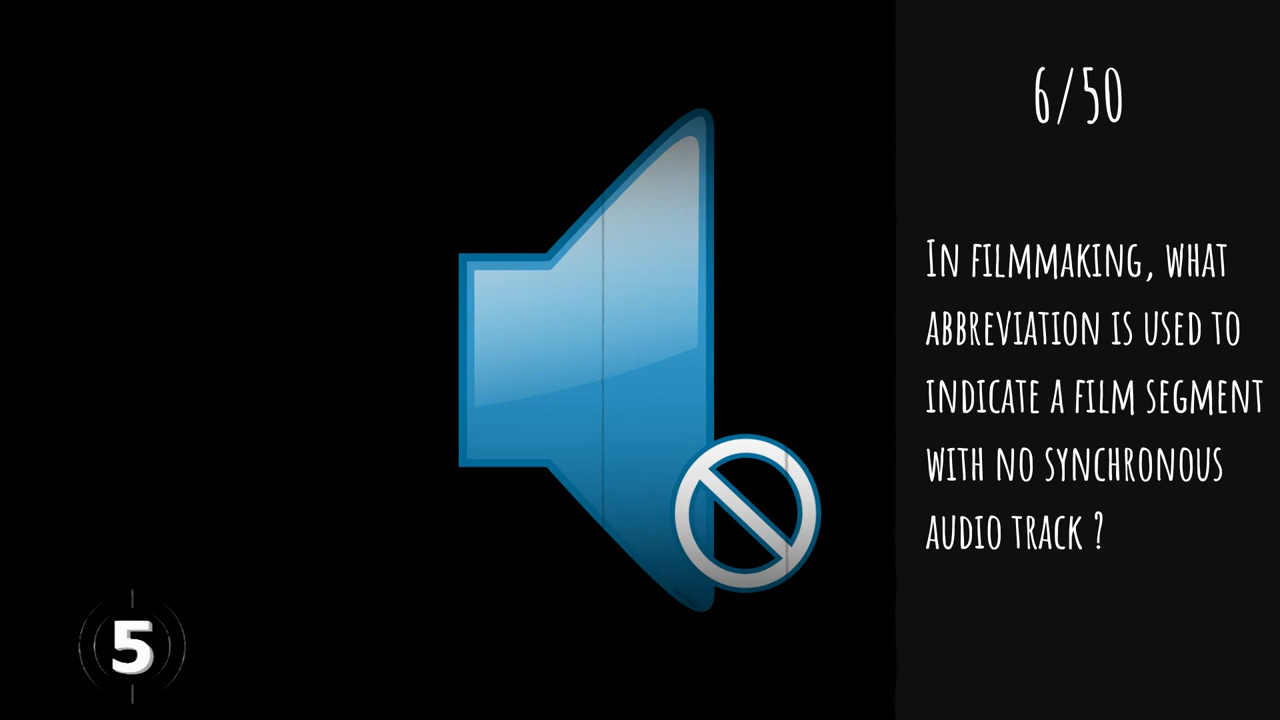 6/50
In filmmaking, what
abbreviation is used to
indicate a film segment
with no synchronous
audio track ?
5